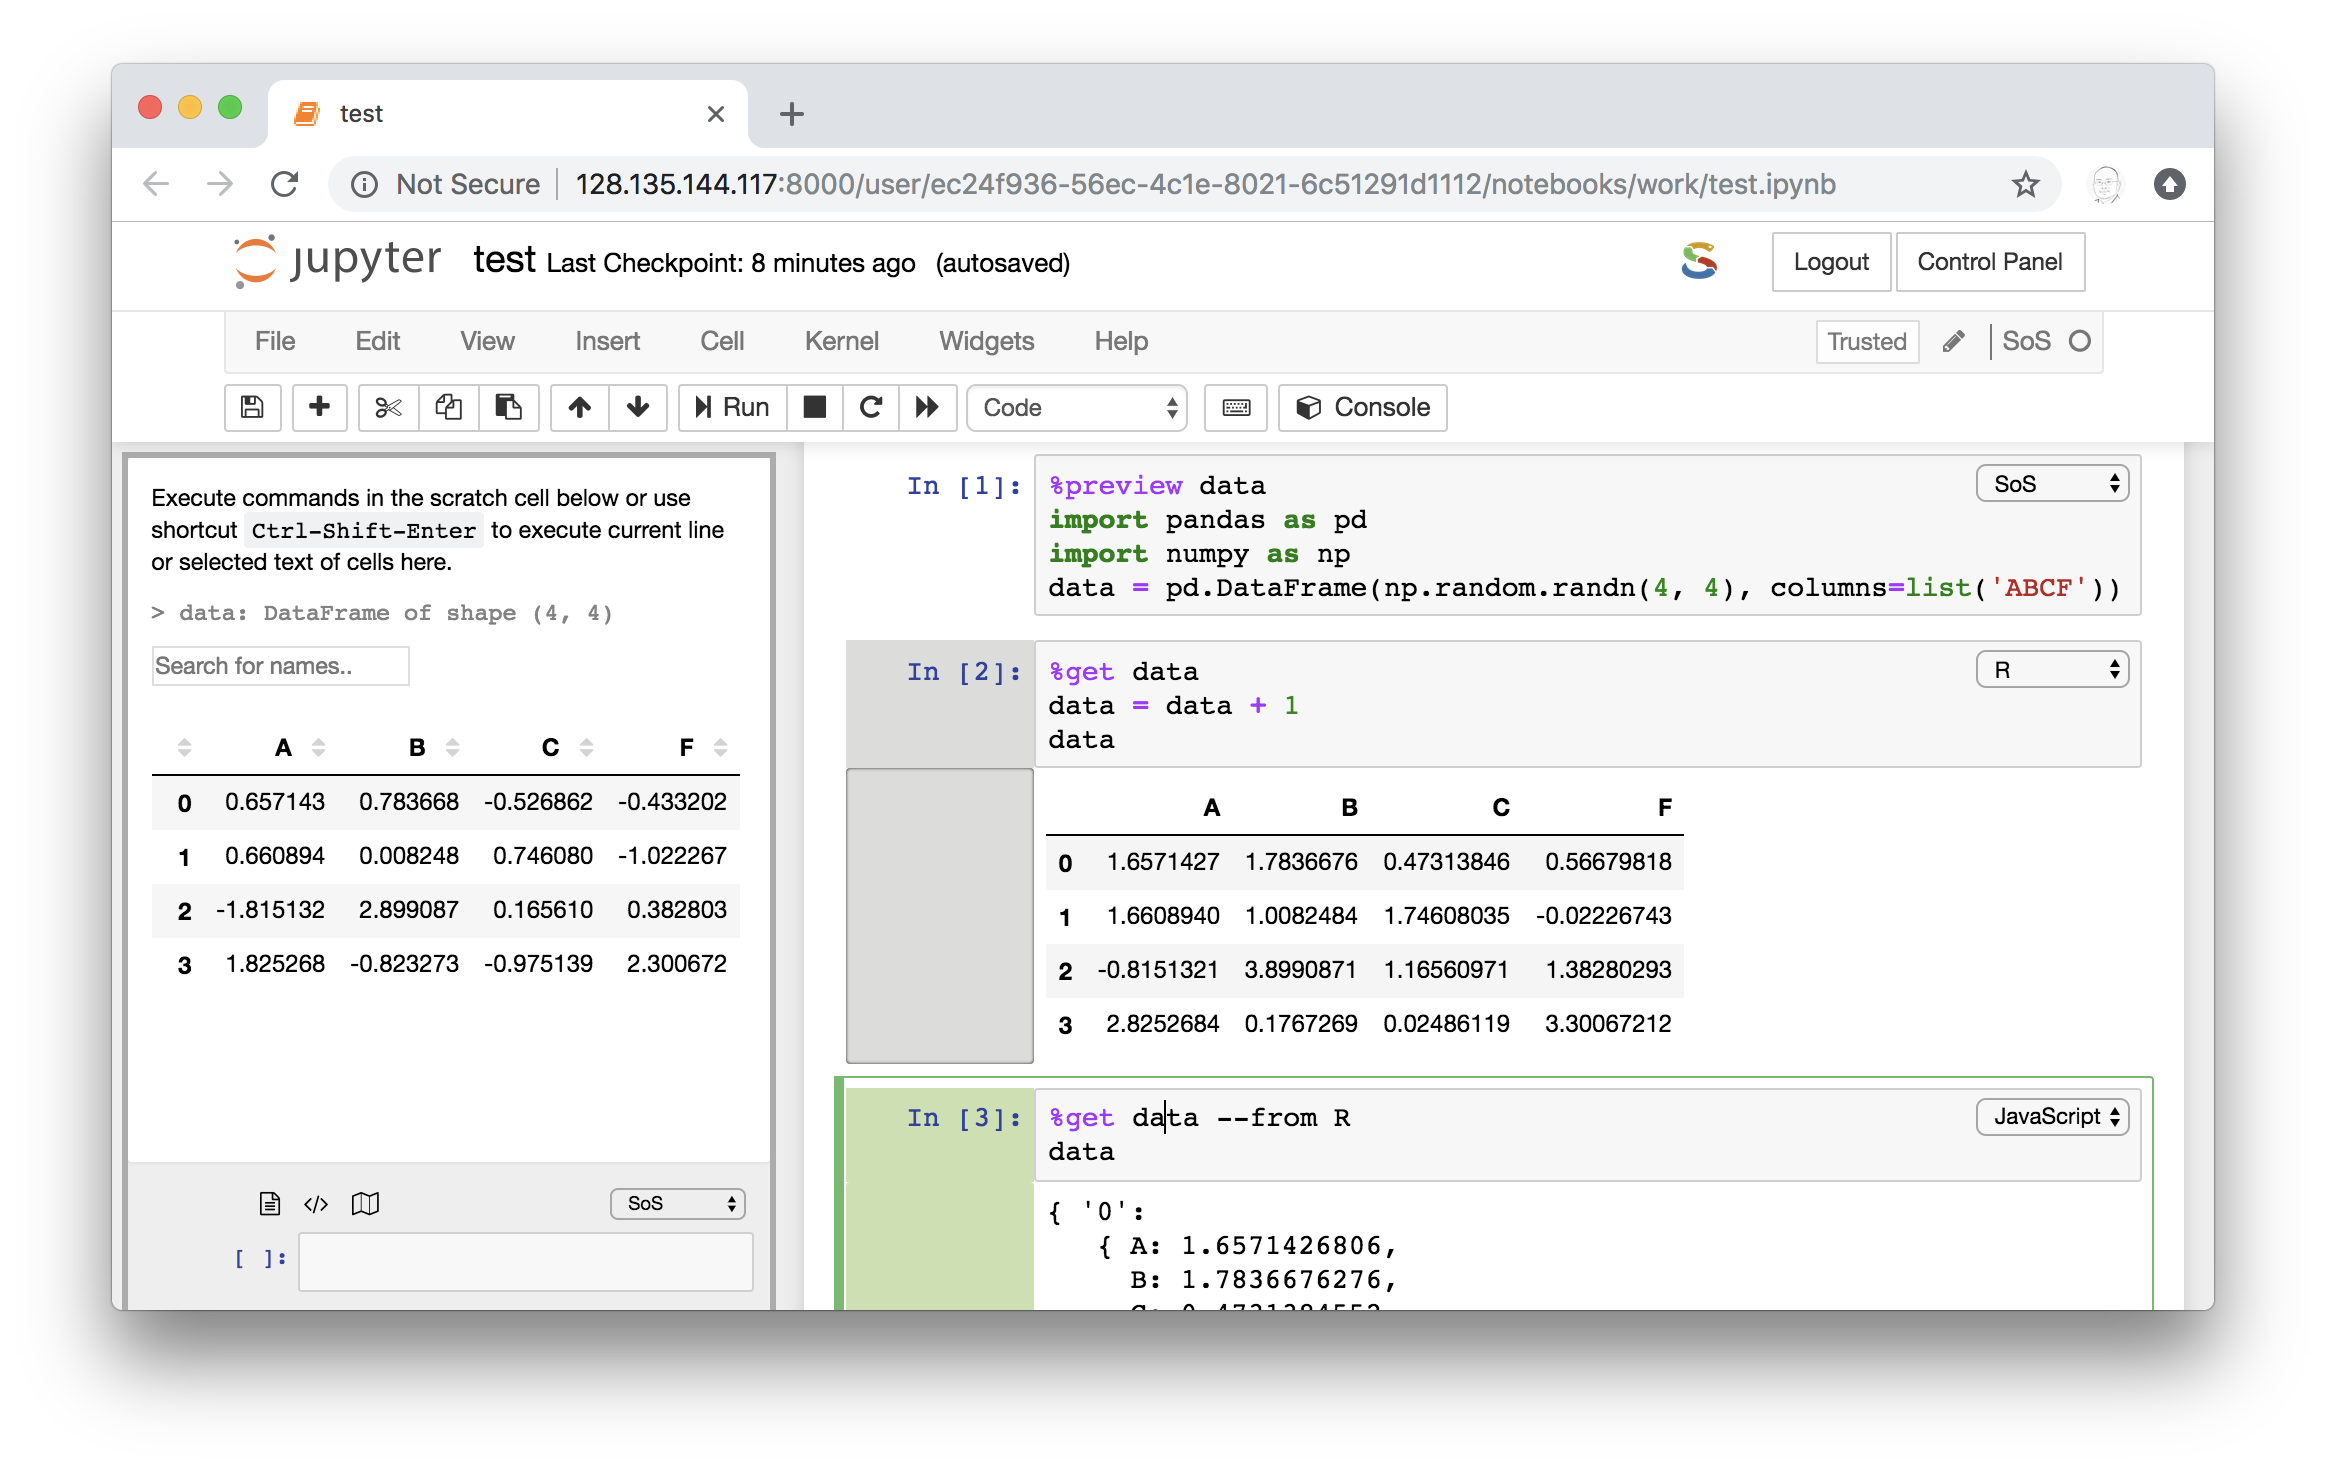 test
Not Secure | 128.135.144.117:8000/user/ec24f936-56ec-4c1e-8021-6c51291d1112/notebooks/work/test.ipynb
jupyter test Last Checkpoint: 8 minutes ago (autosaved)
Logout Control Panel
File Edit View Insert Cell Kernel Widgets Help Trusted SoS
Run Code Console
Execute commands in the scratch cell below or use
shortcut Ctrl-Shift-Enter to execute current line
or selected text of cells here.
> data: DataFrame of shape (4, 4)
Search for names..
A B C F
0 0.657143 0.783668 -0.526862 -0.433202
1 0.660894 0.008248 0.746080 -1.022267
2 -1.815132 2.899087 0.165610 0.382803
3 1.825268 -0.823273 -0.975139 2.300672
SoS
[ ]:
In [1]: %preview data SoS
import pandas as pd
import numpy as np
data = pd.DataFrame(np.random.randn(4, 4), columns=list('ABCF'))
In [2]: %get data R
data = data + 1
data
A B C F
0 1.6571427 1.7836676 0.47313846 0.56679818
1 1.6608940 1.0082484 1.74608035 -0.02226743
2 -0.8151321 3.8990871 1.16560971 1.38280293
3 2.8252684 0.1767269 0.02486119 3.30067212
In [3]: %get data --from R JavaScript
data
{ '0':
{ A: 1.6571426806,
B: 1.7836676276,